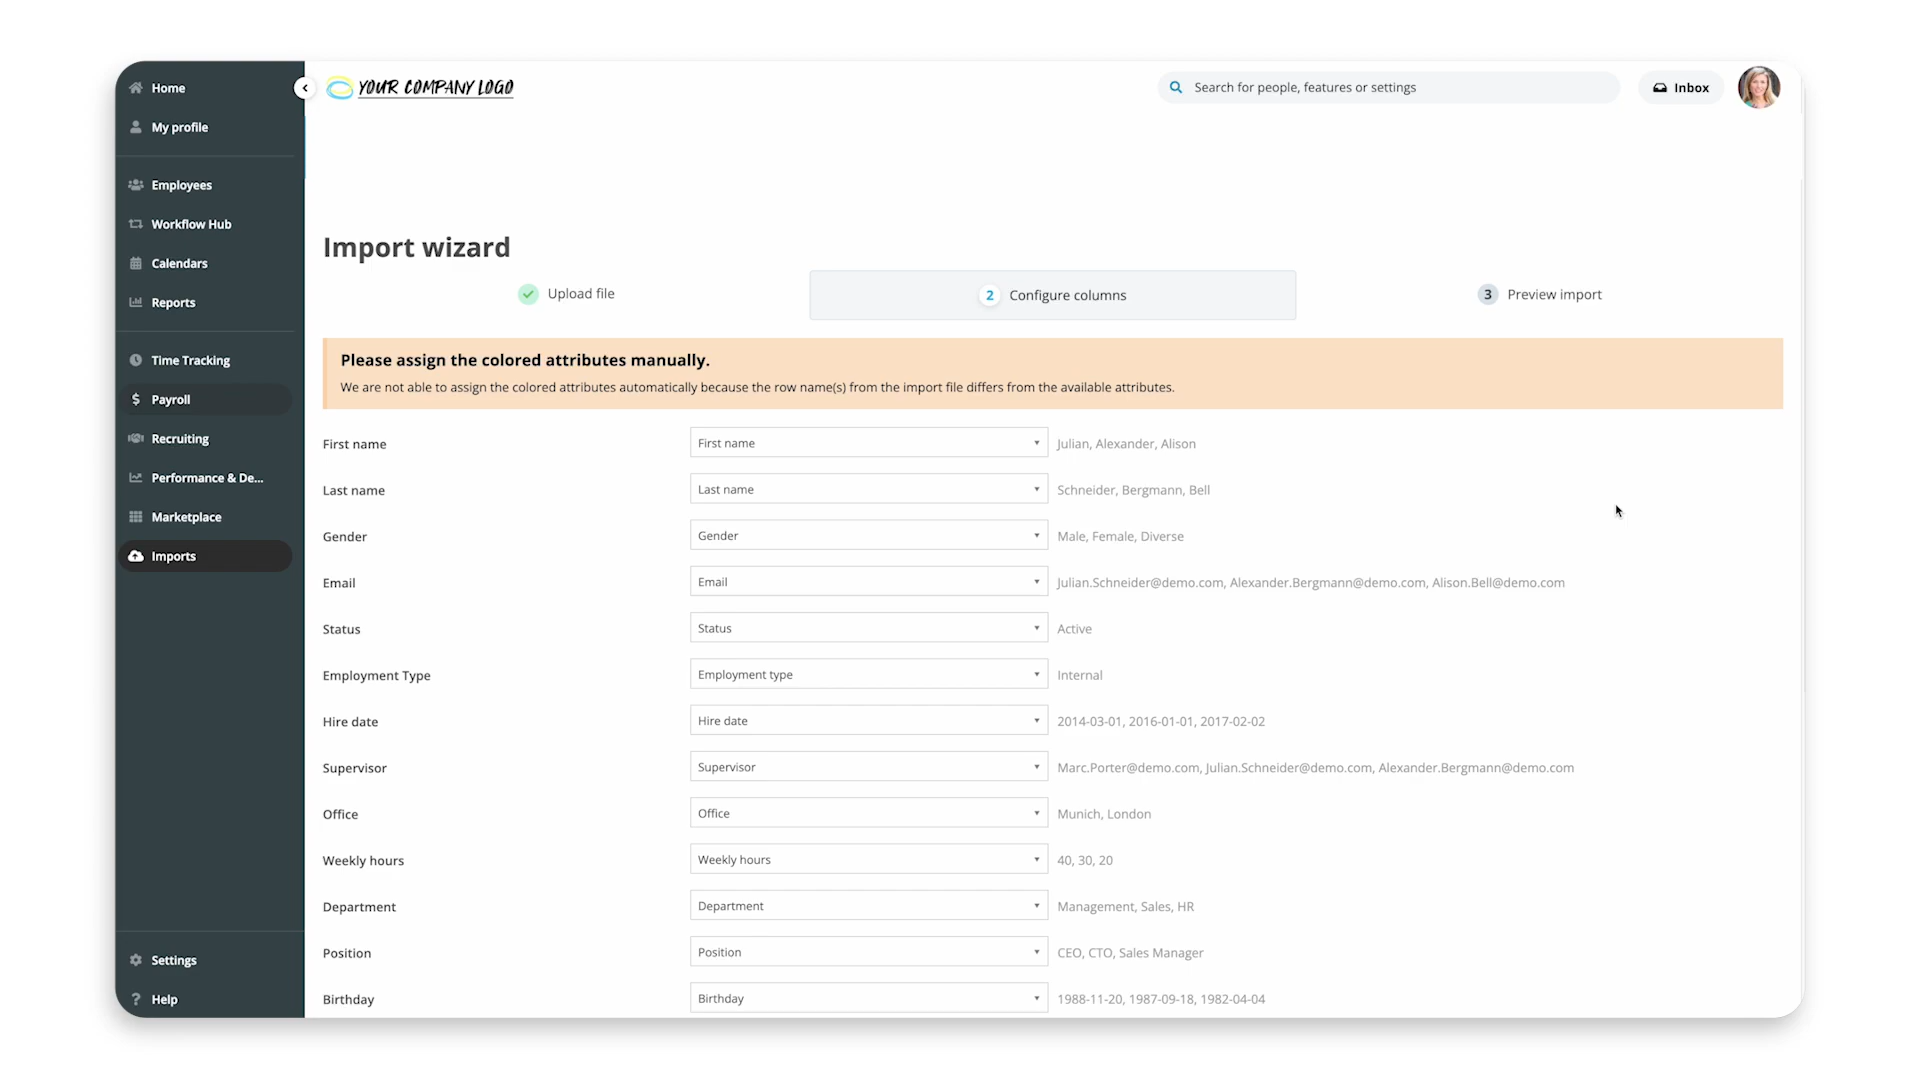 Home
My profile
Employees
Workflow Hub
Calendars
Reports
Time Tracking
$ Payroll
Recruiting
Performance & De...
Marketplace
Imports
Settings
? Help
YOUR COMPANY LOGO
Search for people, features or settings
Inbox
Import wizard
Upload file
2 Configure columns
3 Preview import
Please assign the colored attributes manually.
We are not able to assign the colored attributes automatically because the row name(s) from the import file differs from the available attributes.
First name First name Julian, Alexander, Alison
Last name Last name Schneider, Bergmann, Bell
Gender Gender Male, Female, Diverse
Email Email Julian.Schneider@demo.com, Alexander.Bergmann@demo.com, Alison.Bell@demo.com
Status Status Active
Employment Type Employment type Internal
Hire date Hire date 2014-03-01, 2016-01-01, 2017-02-02
Supervisor Supervisor Marc.Porter@demo.com, Julian.Schneider@demo.com, Alexander.Bergmann@demo.com
Office Office Munich, London
Weekly hours Weekly hours 40, 30, 20
Department Department Management, Sales, HR
Position Position CEO, CTO, Sales Manager
Birthday Birthday 1988-11-20, 1987-09-18, 1982-04-04